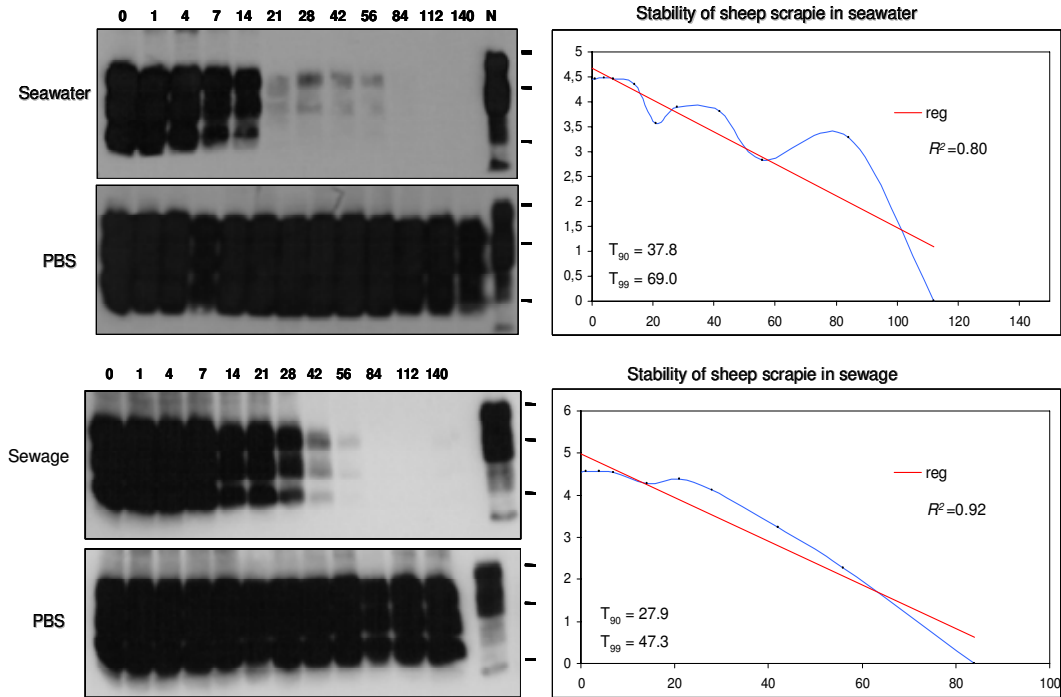 0 1 4 7 14 21 28 42 56 84 112 140 N
Seawater
PBS
Stability of sheep scrapie in seawater
5
4,5
4
3,5
3
2,5
2
1,5
1
0,5
0
reg
R²=0.80
T90 = 37.8
T99 = 69.0
0 20 40 60 80 100 120 140
0 1 4 7 14 21 28 42 56 84 112 140
Sewage
PBS
Stability of sheep scrapie in sewage
6
5
4
3
2
1
0
reg
R²=0.92
T90 = 27.9
T99 = 47.3
0 20 40 60 80 100